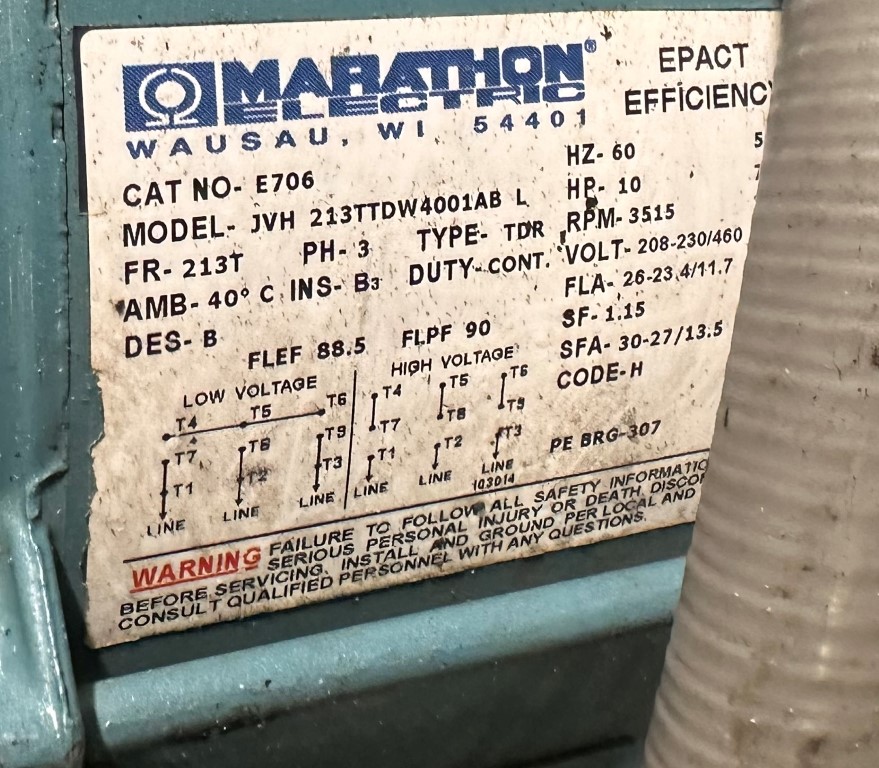 MARATHON®
ELECTRIC
WAUSAU, WI 54401
EPACT
EFFICIENCY
CAT NO- E706
MODEL- JVH 213TTDW4001AB L
FR- 213T PH- 3 TYPE- TDR
AMB- 40° C INS- B3 DUTY- CONT.
DES- B
FLEF 88.5 FLPF 90
HZ- 60 5
HP- 10 7
RPM- 3515
VOLT- 208-230/460
FLA- 26-23.4/11.7
SF- 1.15
SFA- 30-27/13.5
CODE-H
LOW VOLTAGE
T4 T5 T6
T7 T8 T9
T1 T2 T3
LINE LINE LINE
HIGH VOLTAGE
T4 T5 T6
T7 T8 T9
T1 T2 T3
LINE LINE LINE
103014
PE BRG-307
WARNING FAILURE TO FOLLOW ALL SAFETY INFORMATIO
SERIOUS PERSONAL INJURY OR DEATH. DISCO
BEFORE SERVICING. INSTALL AND GROUND PER LOCAL AND
CONSULT QUALIFIED PERSONNEL WITH ANY QUESTIONS.